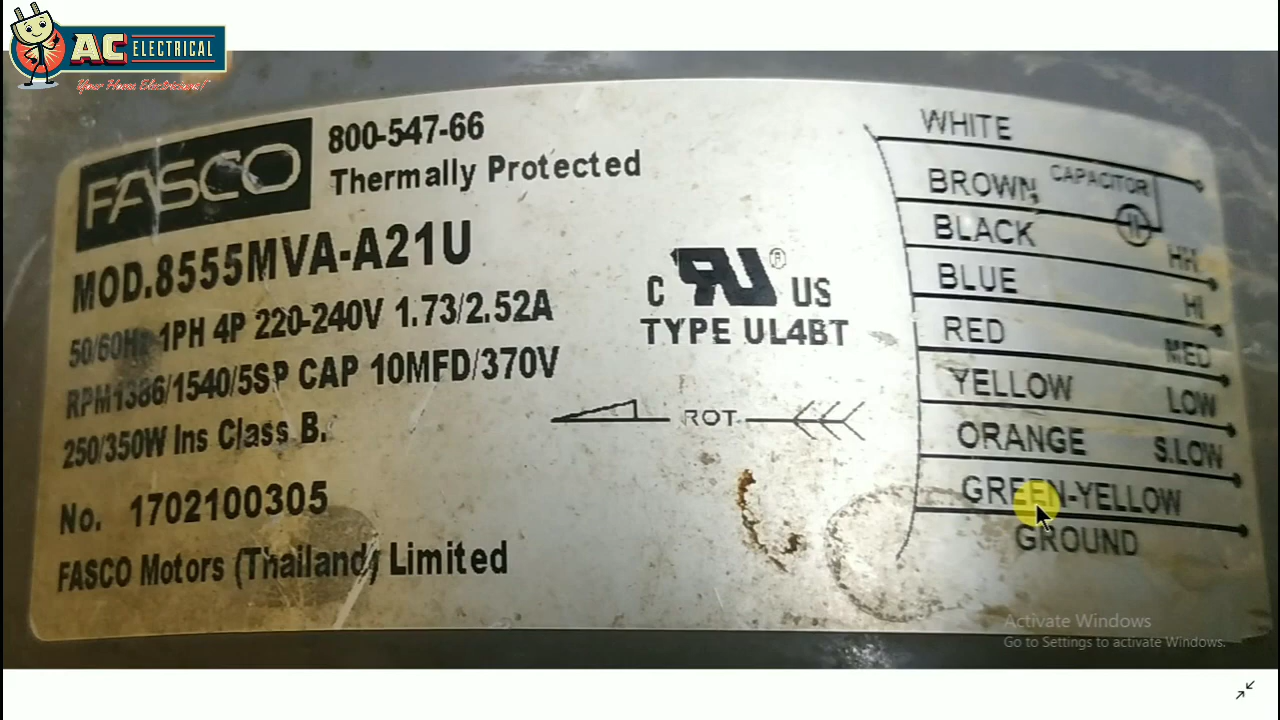 AC ELECTRICAL
Your Home Electricians!
FASCO
800-547-66
Thermally Protected
MOD.8555MVA-A21U
50/60Hz 1PH 4P 220-240V 1.73/2.52A
RPM1386/1540/5SP CAP 10MFD/370V
250/350W Ins Class B.
No. 1702100305
FASCO Motors (Thailand) Limited
C RU ® US
TYPE UL4BT
ROT.
WHITE
BROWN CAPACITOR
BLACK HH
BLUE HI
RED MED
YELLOW LOW
ORANGE S.LOW
GREEN-YELLOW
GROUND
Activate Windows
Go to Settings to activate Windows.